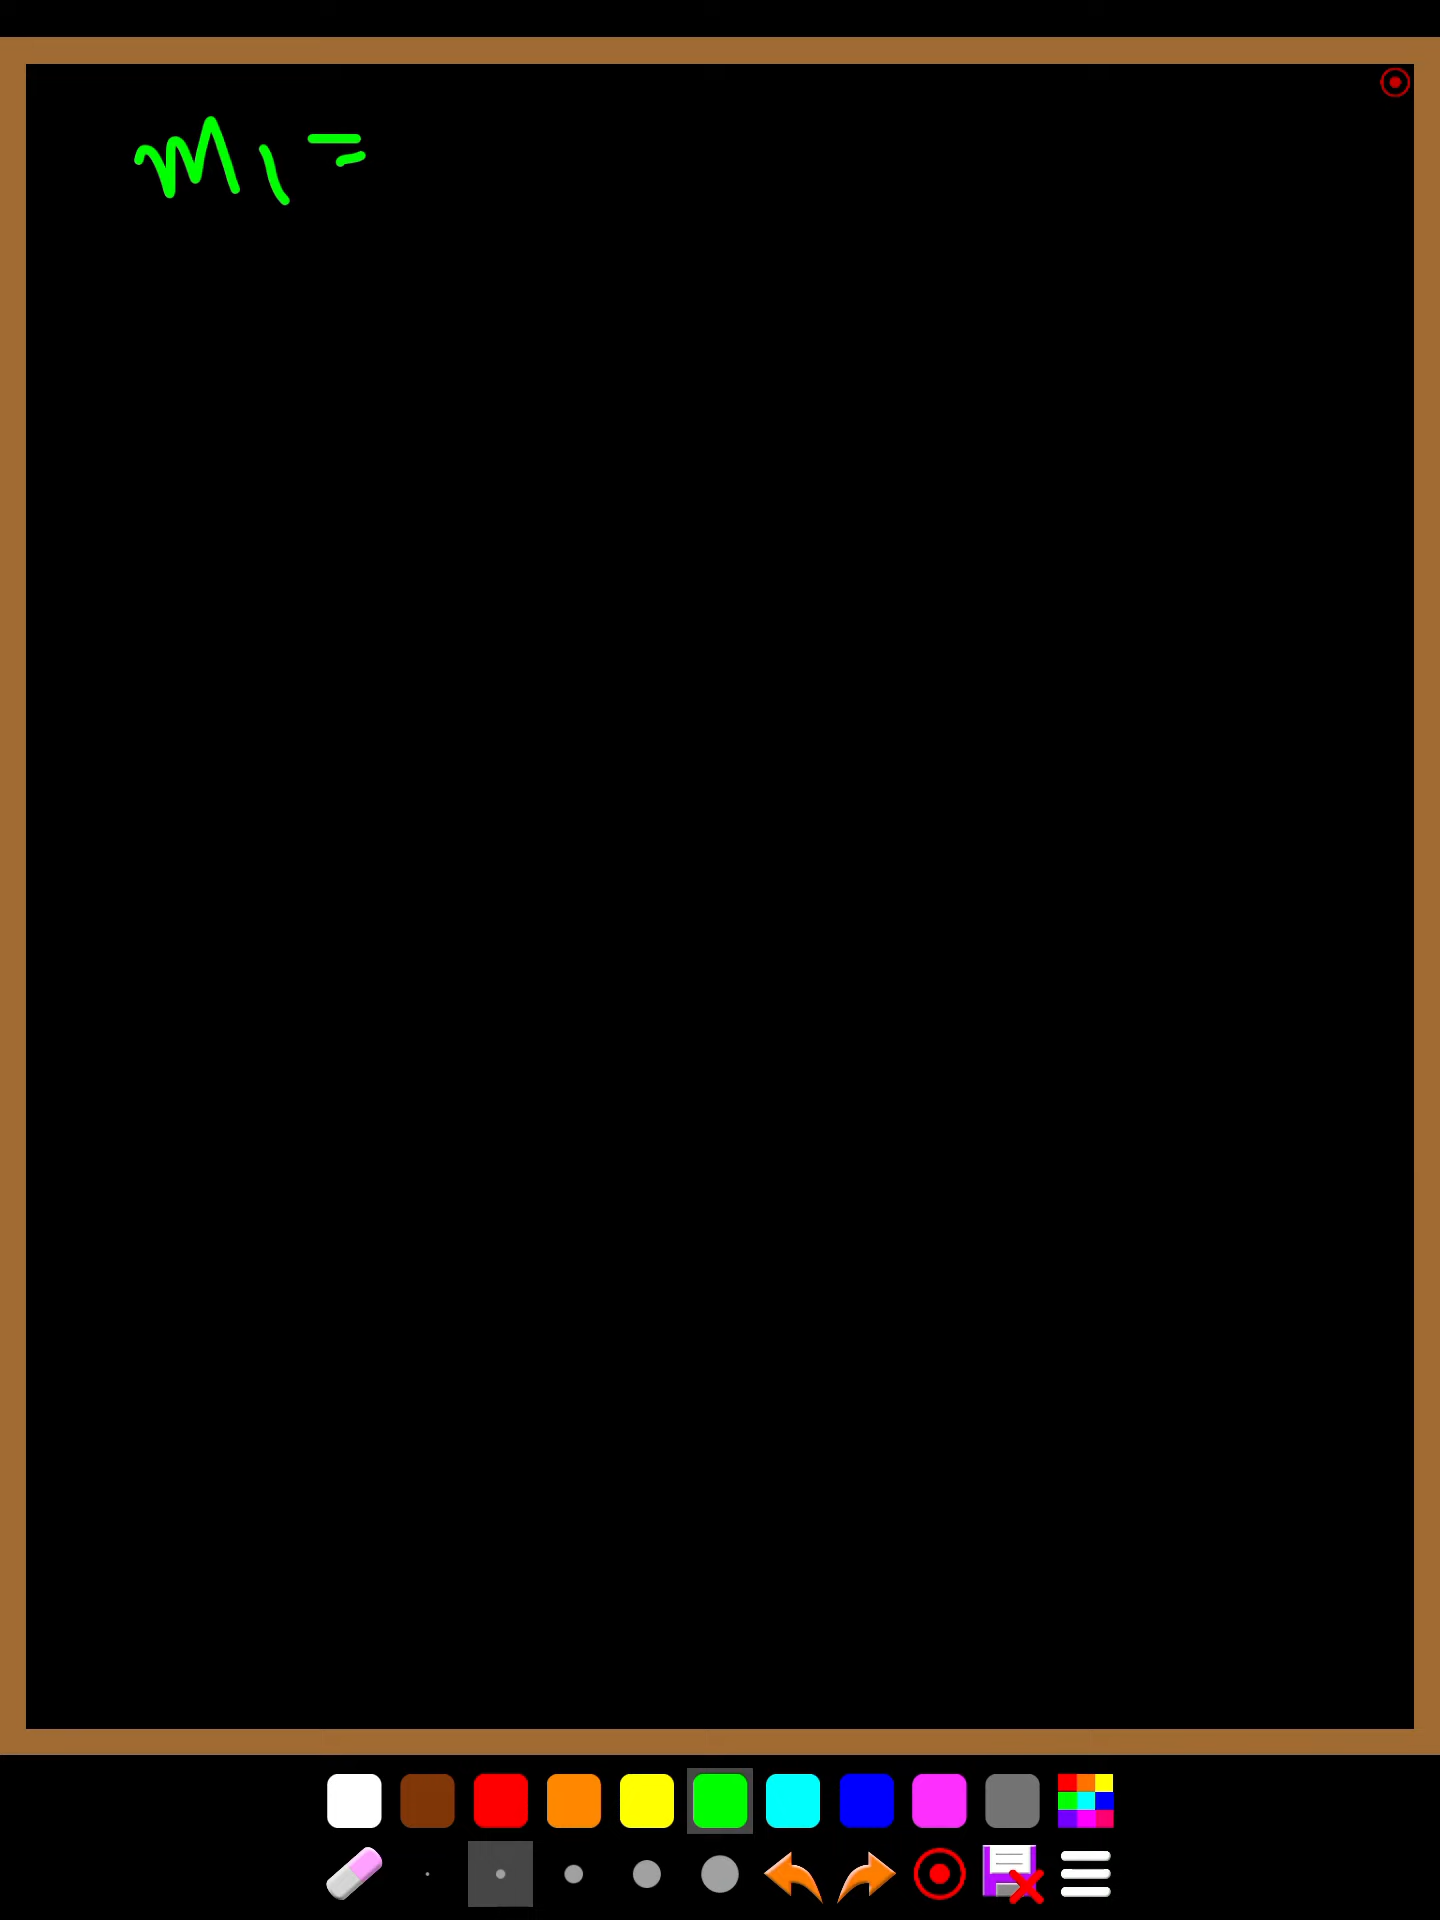 M1 =